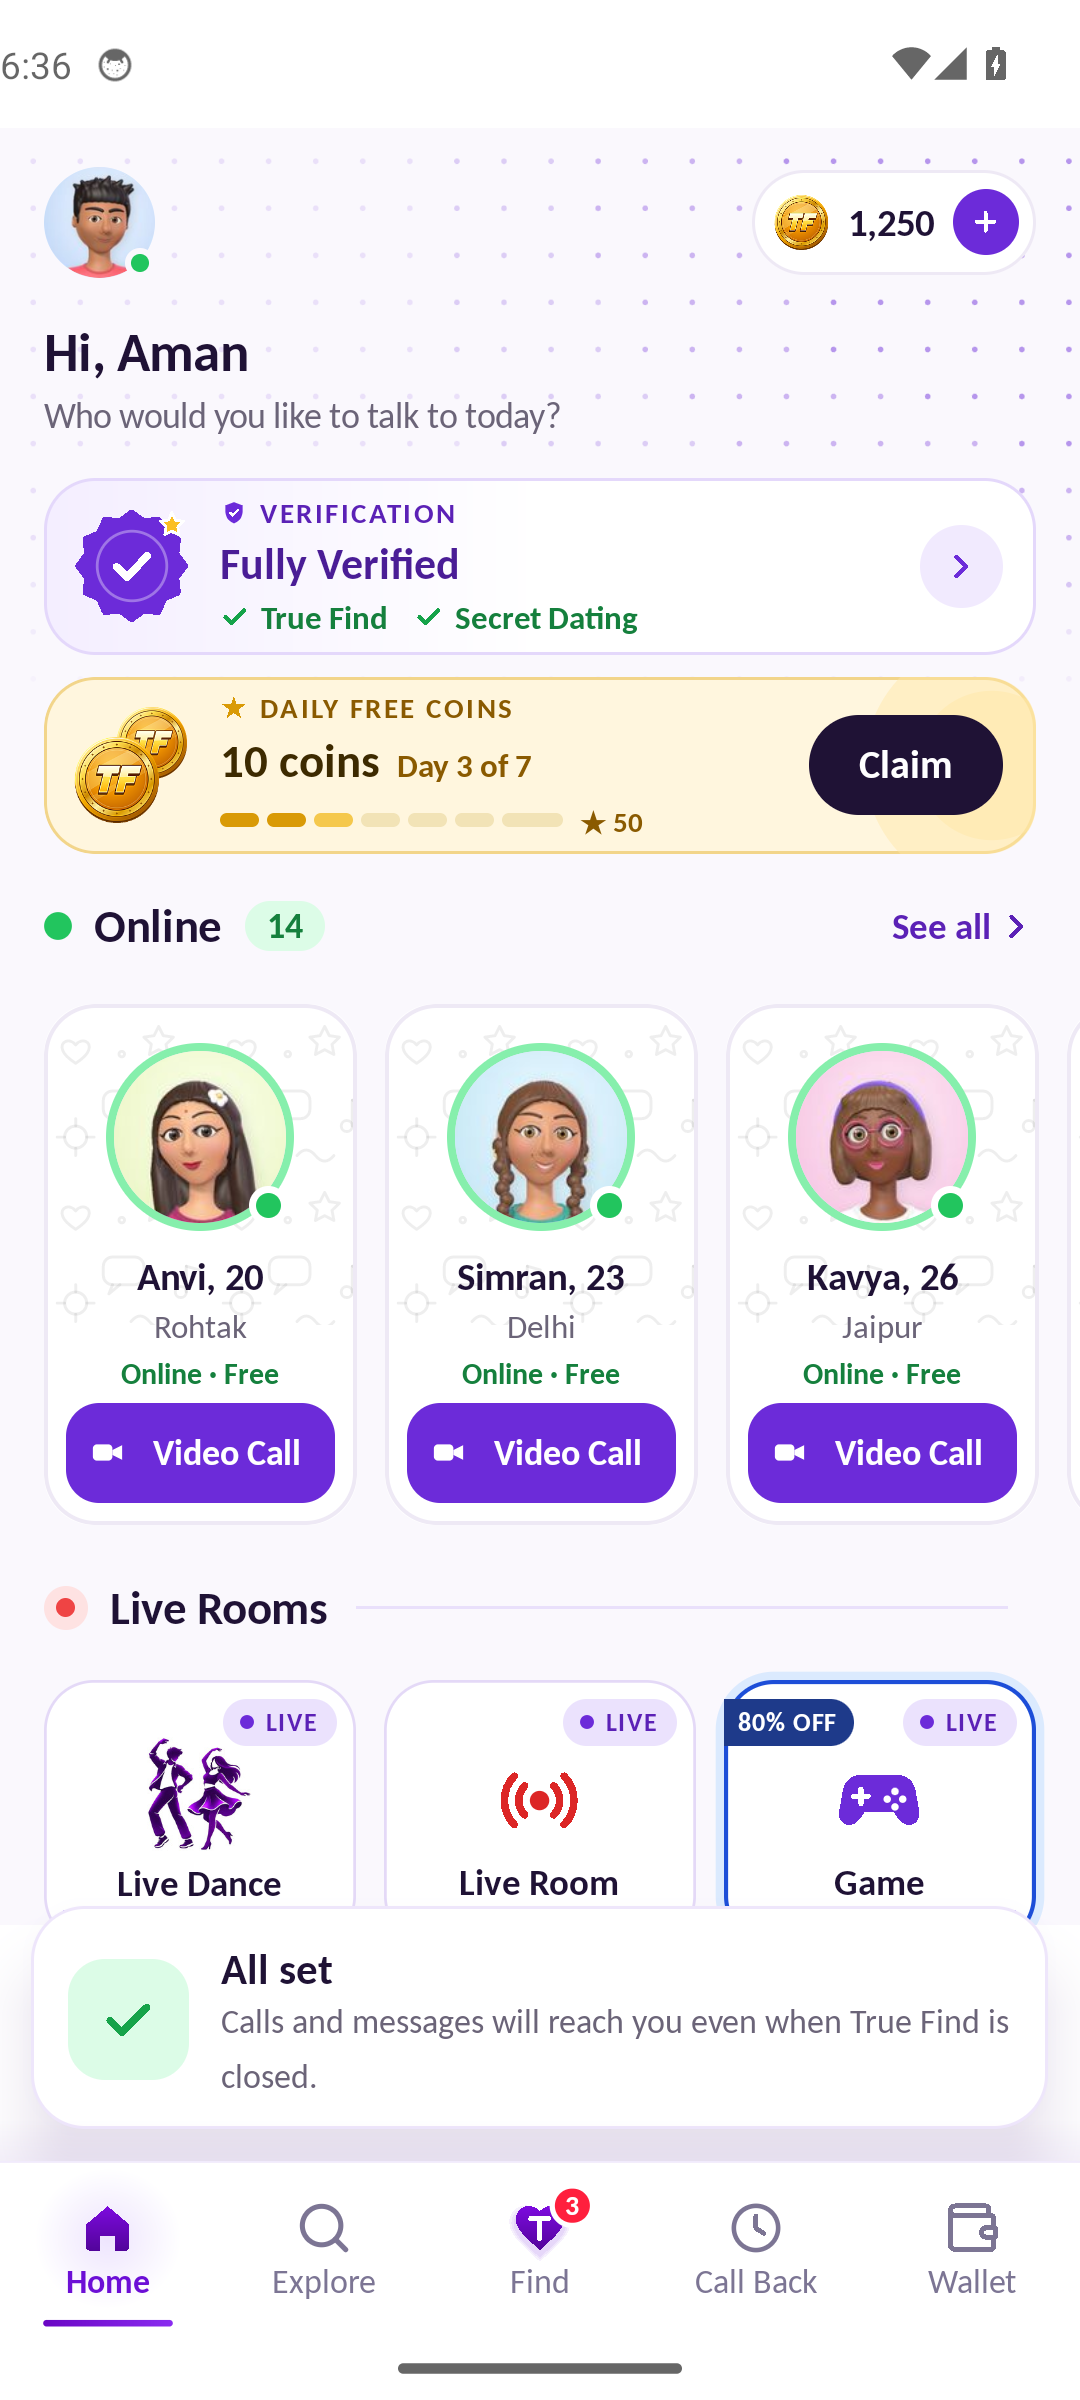 6:36
TF 1,250
Hi, Aman
Who would you like to talk to today?
VERIFICATION
Fully Verified
True Find Secret Dating
DAILY FREE COINS
TF TF
10 coins Day 3 of 7
Claim
★ 50
Online 14
See all
Anvi, 20
Rohtak
Online · Free
Video Call
Simran, 23
Delhi
Online · Free
Video Call
Kavya, 26
Jaipur
Online · Free
Video Call
Live Rooms
LIVE
Live Dance
LIVE
Live Room
80% OFF LIVE
Game
All set
Calls and messages will reach you even when True Find is
closed.
Home
Explore
T 3
Find
Call Back
Wallet